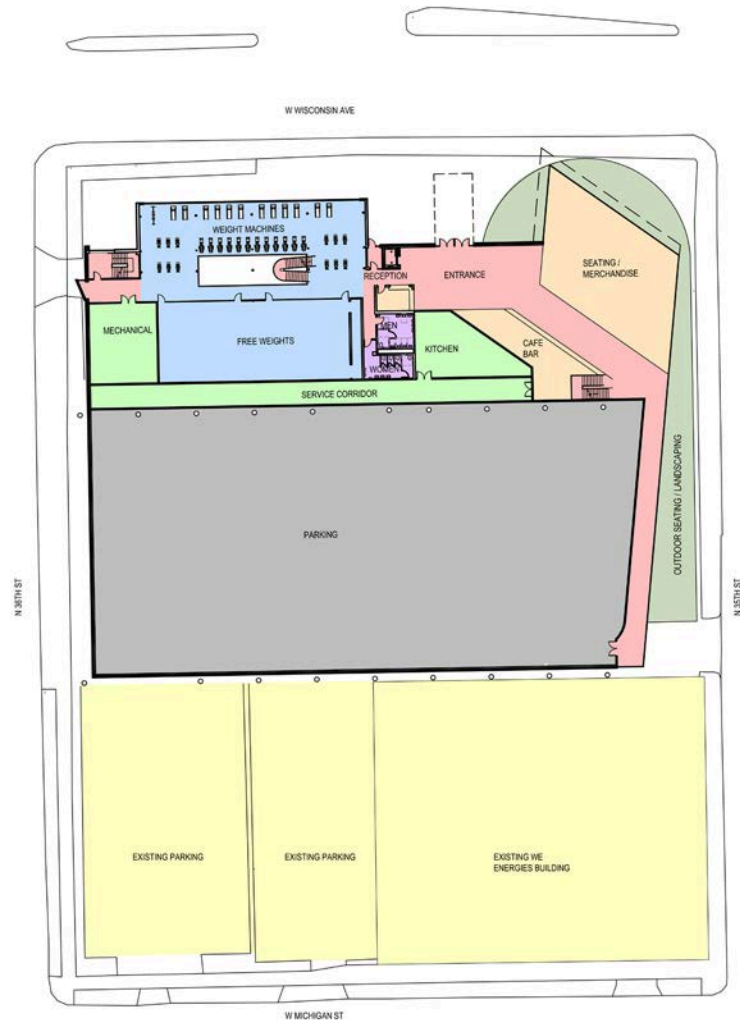 W WISCONSIN AVE
WEIGHT MACHINES
RECEPTION
ENTRANCE
SEATING /
MERCHANDISE
MECHANICAL
FREE WEIGHTS
MEN
WOMEN
KITCHEN
CAFE
BAR
SERVICE CORRIDOR
PARKING
OUTDOOR SEATING / LANDSCAPING
N 36TH ST
N 35TH ST
EXISTING PARKING
EXISTING PARKING
EXISTING WE
ENERGIES BUILDING
W MICHIGAN ST